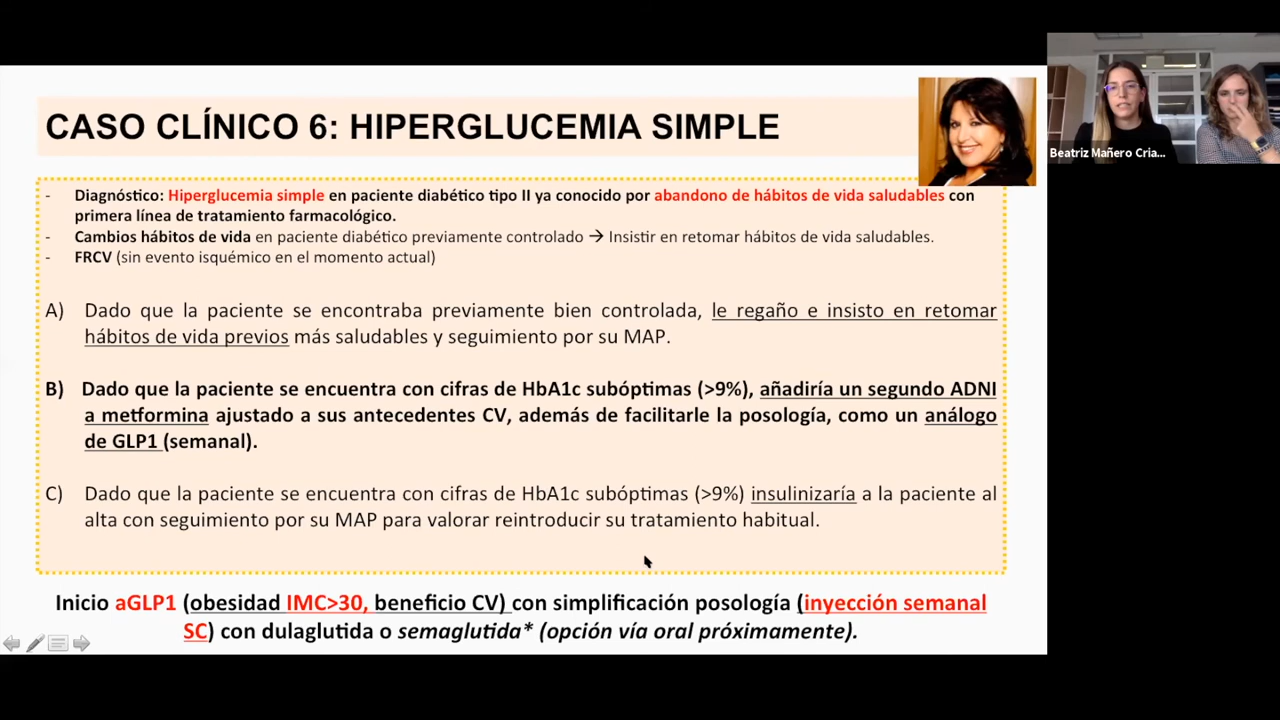 CASO CLÍNICO 6: HIPERGLUCEMIA SIMPLE
Beatriz Mañero Cria...
- Diagnóstico: Hiperglucemia simple en paciente diabético tipo II ya conocido por abandono de hábitos de vida saludables con
primera línea de tratamiento farmacológico.
- Cambios hábitos de vida en paciente diabético previamente controlado → Insistir en retomar hábitos de vida saludables.
- FRCV (sin evento isquémico en el momento actual)
A) Dado que la paciente se encontraba previamente bien controlada, le regaño e insisto en retomar
hábitos de vida previos más saludables y seguimiento por su MAP.
B) Dado que la paciente se encuentra con cifras de HbA1c subóptimas (>9%), añadiría un segundo ADNI
a metformina ajustado a sus antecedentes CV, además de facilitarle la posología, como un análogo
de GLP1 (semanal).
C) Dado que la paciente se encuentra con cifras de HbA1c subóptimas (>9%) insulinizaría a la paciente al
alta con seguimiento por su MAP para valorar reintroducir su tratamiento habitual.
Inicio aGLP1 (obesidad IMC>30, beneficio CV) con simplificación posología (inyección semanal
SC) con dulaglutida o semaglutida* (opción vía oral próximamente).